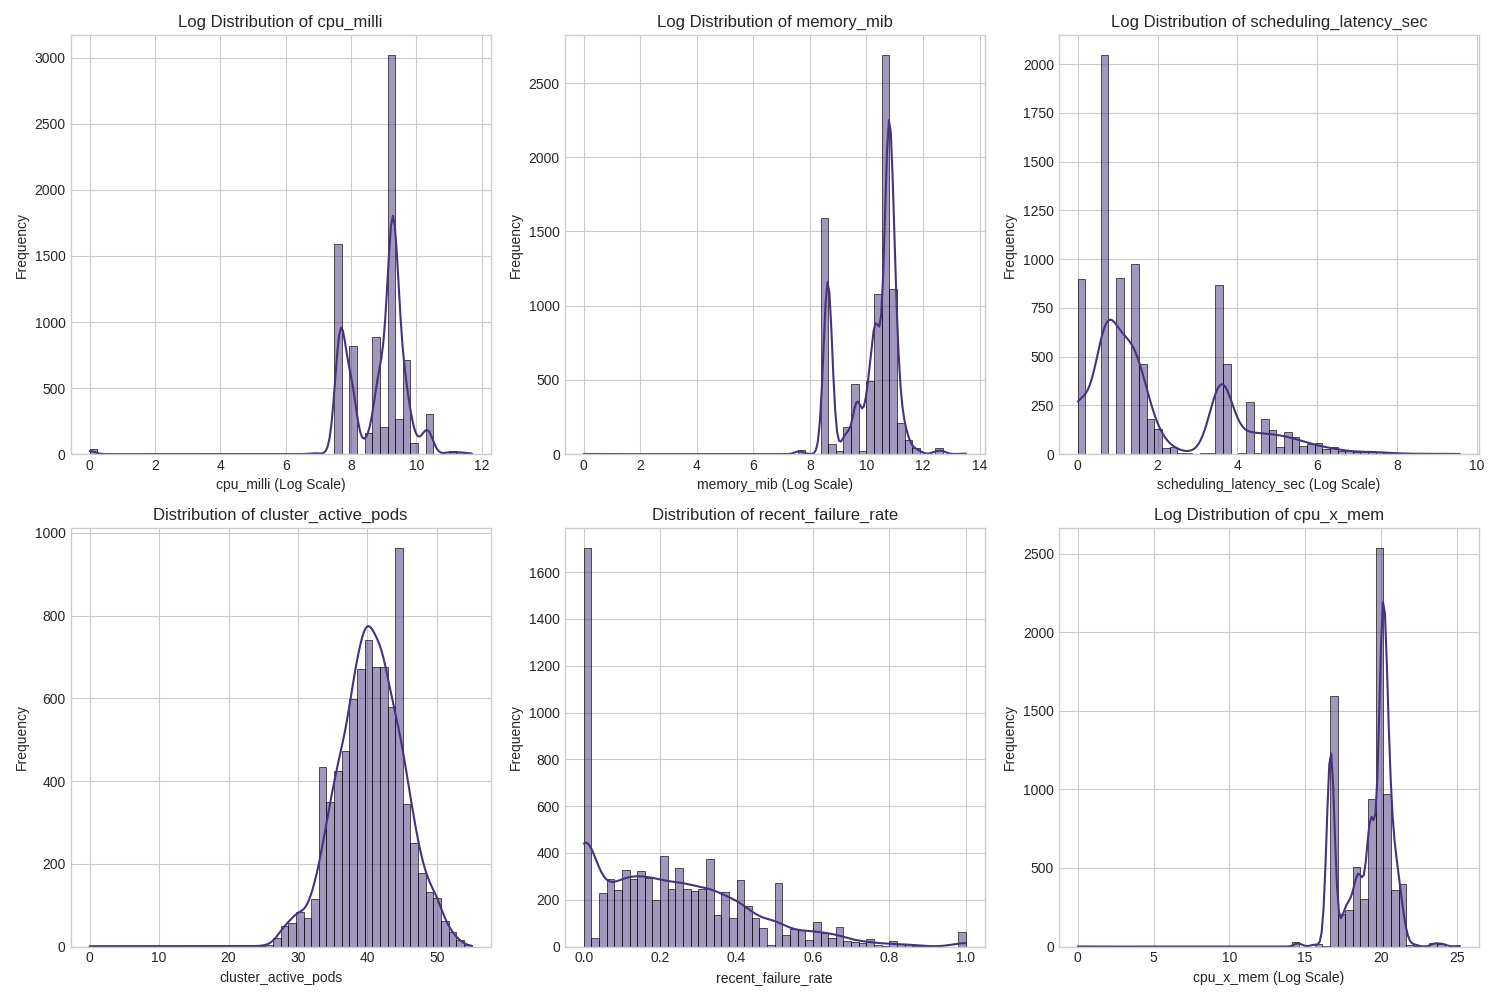 Log Distribution of cpu_milli
3000
2500
2000
1500
1000
500
0
Frequency
0 2 4 6 8 10 12
cpu_milli (Log Scale)
Log Distribution of memory_mib
2500
2000
1500
1000
500
0
Frequency
0 2 4 6 8 10 12 14
memory_mib (Log Scale)
Log Distribution of scheduling_latency_sec
2000
1750
1500
1250
1000
750
500
250
0
Frequency
0 2 4 6 8 10
scheduling_latency_sec (Log Scale)
Distribution of cluster_active_pods
1000
800
600
400
200
0
Frequency
0 10 20 30 40 50
cluster_active_pods
Distribution of recent_failure_rate
1600
1400
1200
1000
800
600
400
200
0
Frequency
0.0 0.2 0.4 0.6 0.8 1.0
recent_failure_rate
Log Distribution of cpu_x_mem
2500
2000
1500
1000
500
0
Frequency
0 5 10 15 20 25
cpu_x_mem (Log Scale)